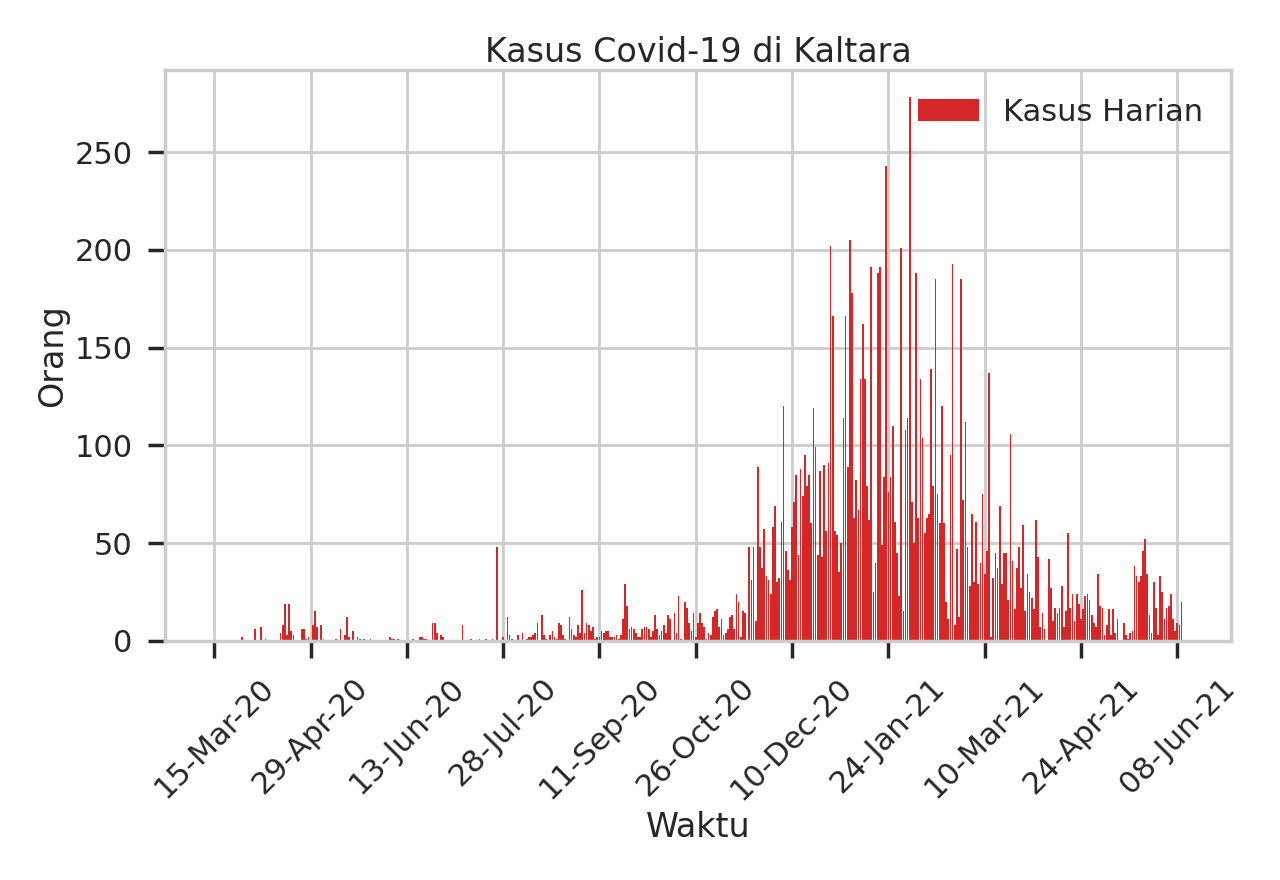 Kasus Covid-19 di Kaltara
Kasus Harian
Orang
250
200
150
100
50
0
15-Mar-20
29-Apr-20
13-Jun-20
28-Jul-20
11-Sep-20
26-Oct-20
10-Dec-20
24-Jan-21
10-Mar-21
24-Apr-21
08-Jun-21
Waktu